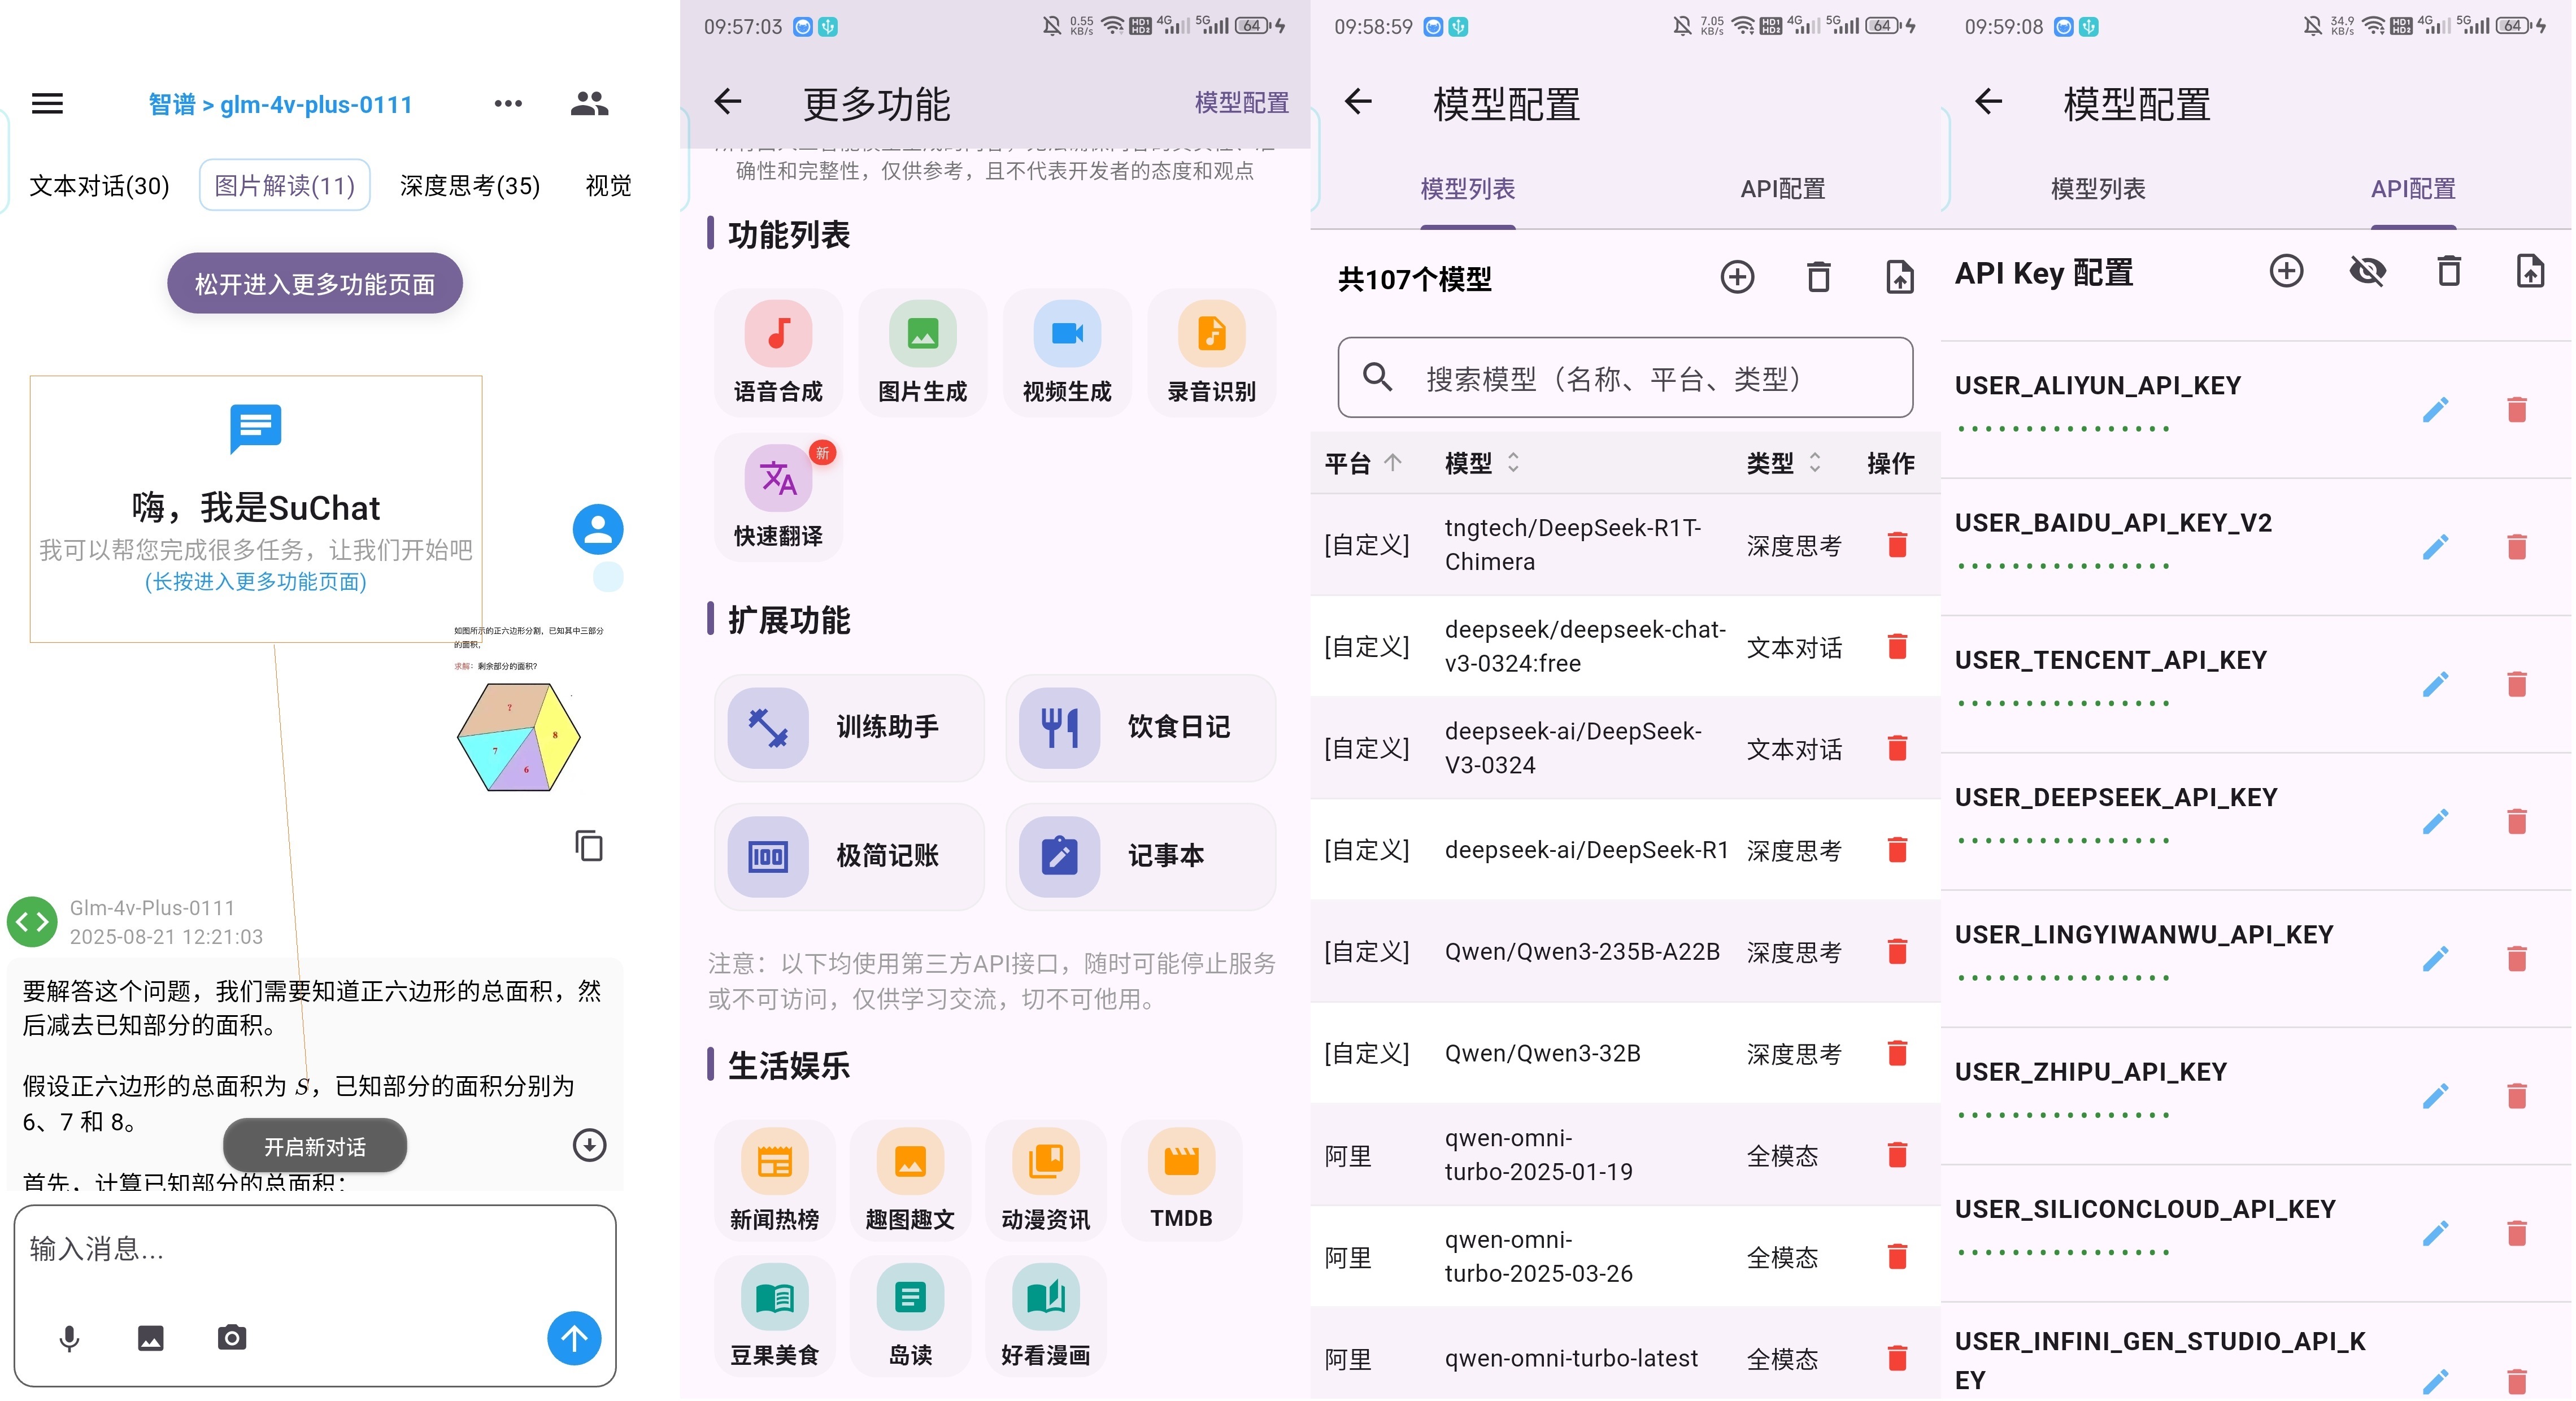 智谱 > glm-4v-plus-0111
文本对话(30)
图片解读(11)
深度思考(35)
视觉
松开进入更多功能页面
嗨，我是SuChat
我可以帮您完成很多任务，让我们开始吧
(长按进入更多功能页面)
如图所示的正六边形分割，已知其中三部分
的面积，
求解：剩余部分的面积?
?
8
7
6
Glm-4v-Plus-0111
2025-08-21 12:21:03
要解答这个问题，我们需要知道正六边形的总面积，然
后减去已知部分的面积。
假设正六边形的总面积为 S，已知部分的面积分别为
6、7 和 8。
首先，计算已知部分的总面积：
开启新对话
输入消息...
09:57:03
0.55
KB/s
HD1
HD2
4G
5G
64
更多功能
模型配置
确性和完整性，仅供参考，且不代表开发者的态度和观点
功能列表
语音合成
图片生成
视频生成
录音识别
新
快速翻译
扩展功能
训练助手
饮食日记
极简记账
记事本
注意：以下均使用第三方API接口，随时可能停止服务
或不可访问，仅供学习交流，切不可他用。
生活娱乐
新闻热榜
趣图趣文
动漫资讯
TMDB
豆果美食
岛读
好看漫画
09:58:59
7.05
KB/s
HD1
HD2
4G
5G
64
模型配置
模型列表
API配置
共107个模型
搜索模型（名称、平台、类型）
平台
模型
类型
操作
[自定义]
tngtech/DeepSeek-R1T-
Chimera
深度思考
[自定义]
deepseek/deepseek-chat-
v3-0324:free
文本对话
[自定义]
deepseek-ai/DeepSeek-
V3-0324
文本对话
[自定义]
deepseek-ai/DeepSeek-R1
深度思考
[自定义]
Qwen/Qwen3-235B-A22B
深度思考
[自定义]
Qwen/Qwen3-32B
深度思考
阿里
qwen-omni-
turbo-2025-01-19
全模态
阿里
qwen-omni-
turbo-2025-03-26
全模态
阿里
qwen-omni-turbo-latest
全模态
09:59:08
34.9
KB/s
HD1
HD2
4G
5G
64
模型配置
模型列表
API配置
API Key 配置
USER_ALIYUN_API_KEY
USER_BAIDU_API_KEY_V2
USER_TENCENT_API_KEY
USER_DEEPSEEK_API_KEY
USER_LINGYIWANWU_API_KEY
USER_ZHIPU_API_KEY
USER_SILICONCLOUD_API_KEY
USER_INFINI_GEN_STUDIO_API_K
EY